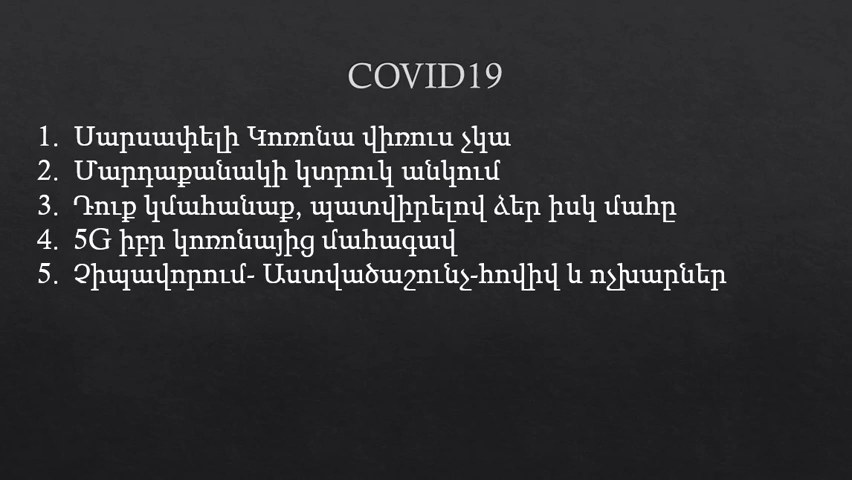 COVID19
1. Սարսափելի Կոռոնա վիռուս չկա
2. Մարդաքանակի կտրուկ անկում
3. Դուք կմահանաք, պատվիրելով ձեր իսկ մահը
4. 5G իբր կոռոնայից մահագավ
5. Չիպավորում- Աստվածաշունչ-հովիվ և ոչխարներ